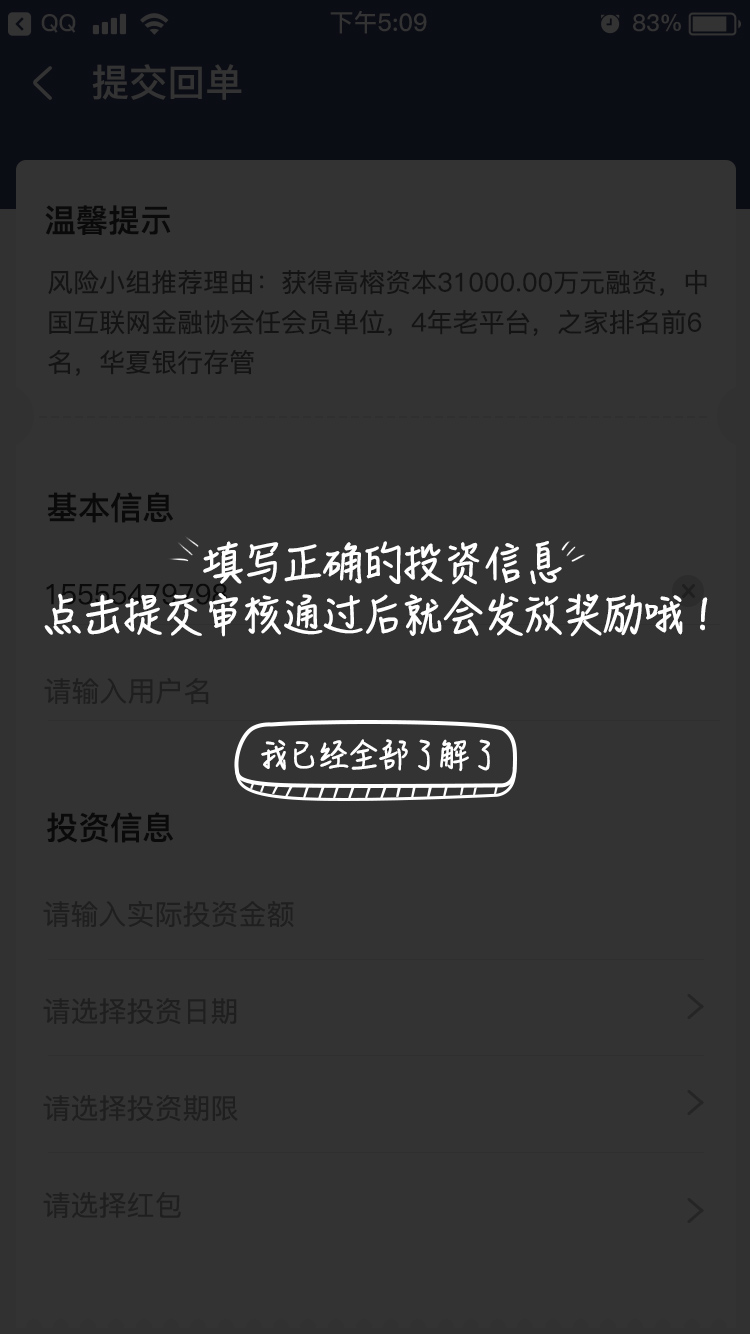 QQ
下午5:09
83%
提交回单
温馨提示
风险小组推荐理由：获得高榕资本31000.00万元融资，中
国互联网金融协会任会员单位，4年老平台，之家排名前6
名，华夏银行存管
基本信息
填写正确的投资信息
15555479798
点击提交审核通过后就会发放奖励哦！
请输入用户名
我已经全部了解了
投资信息
请输入实际投资金额
请选择投资日期
请选择投资期限
请选择红包